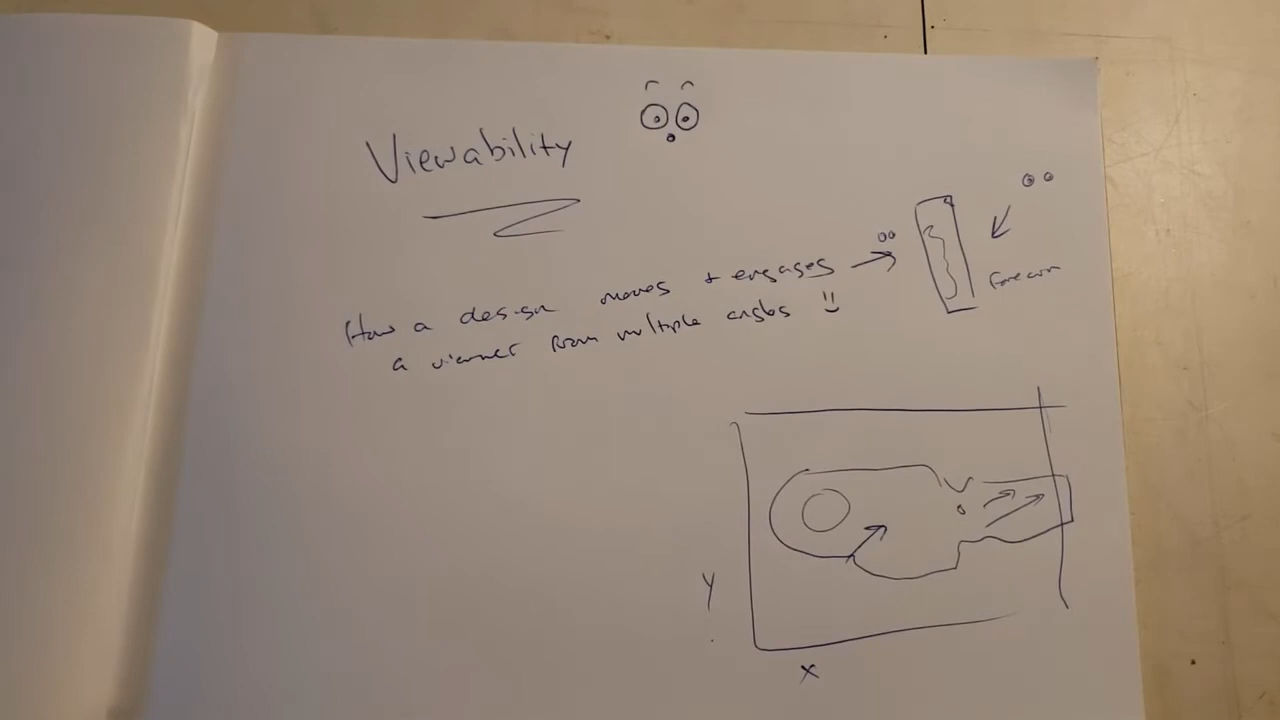 Viewability
How a design moves + engages
a viewer from multiple angles
Forearm
y
x